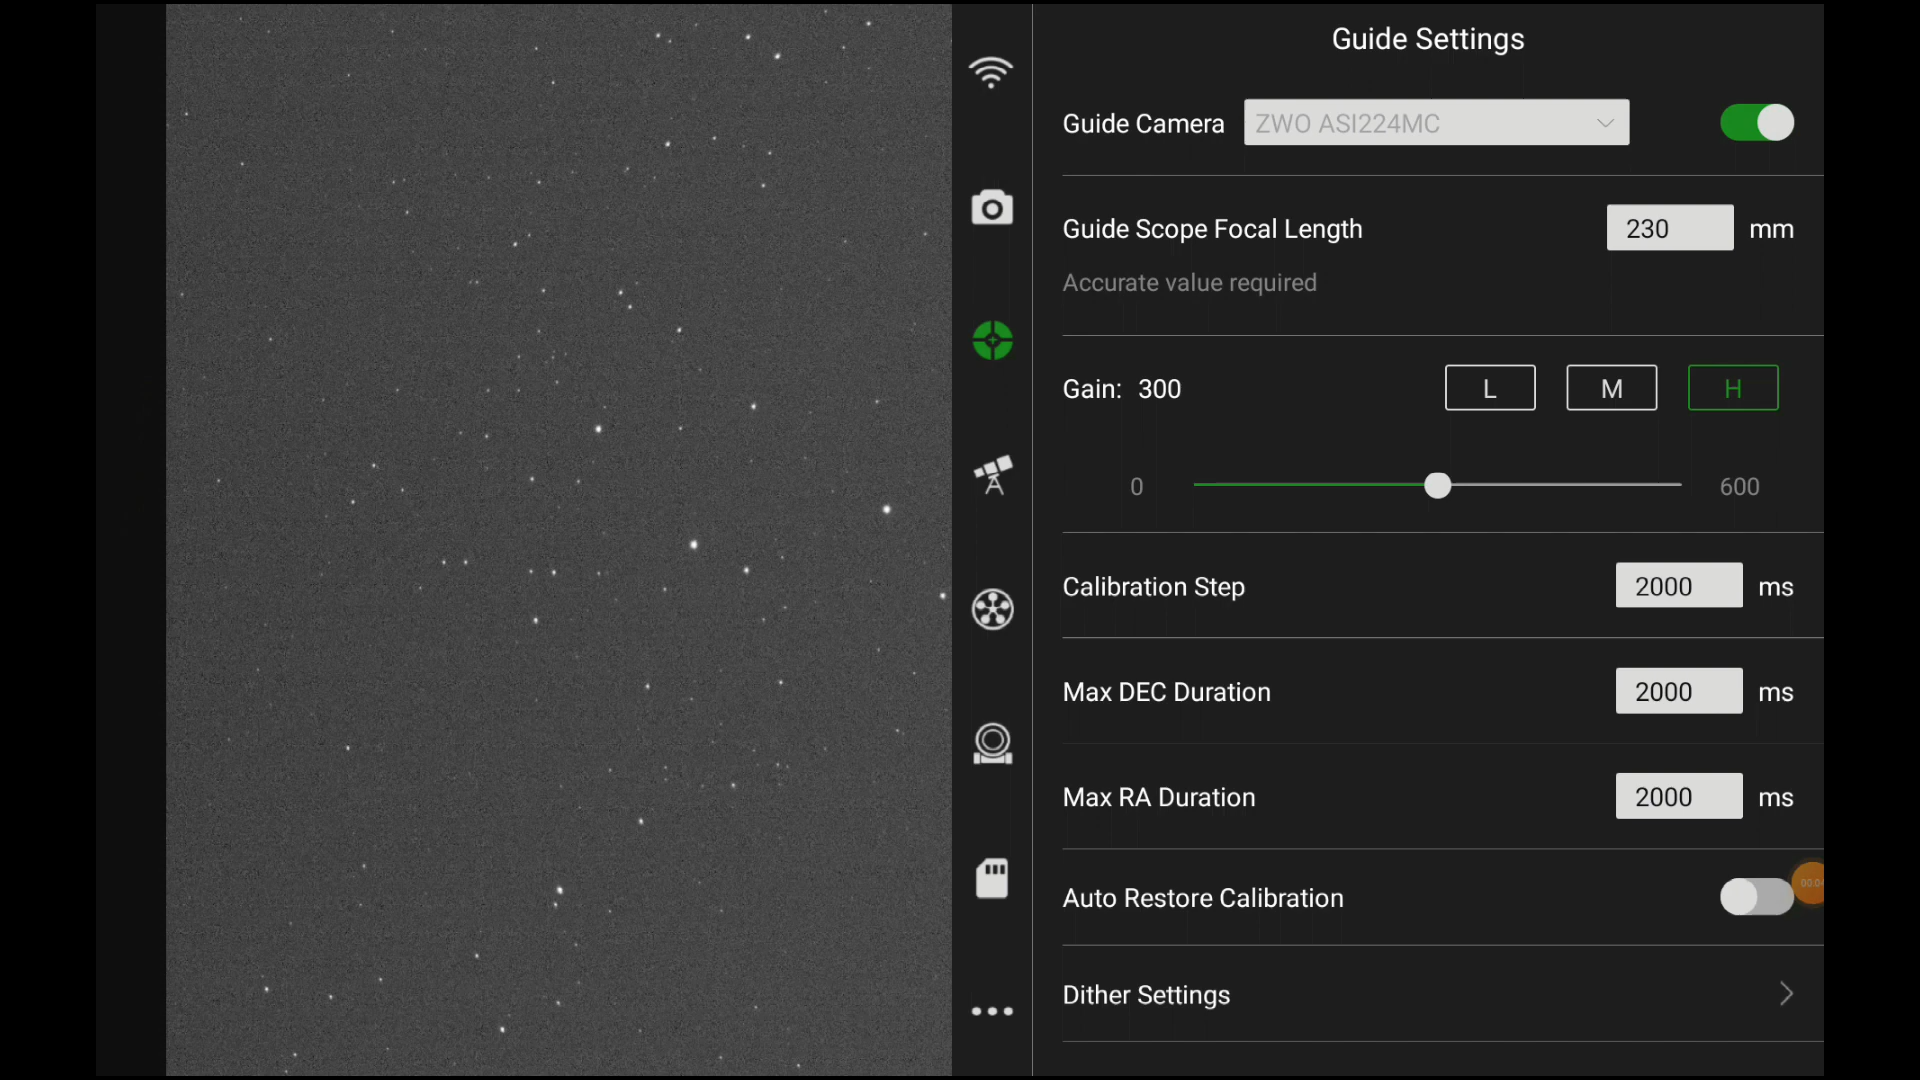 Guide Settings
Guide Camera ZWO ASI224MC
Guide Scope Focal Length 230 mm
Accurate value required
Gain: 300 L M H
0 600
Calibration Step 2000 ms
Max DEC Duration 2000 ms
Max RA Duration 2000 ms
Auto Restore Calibration
Dither Settings